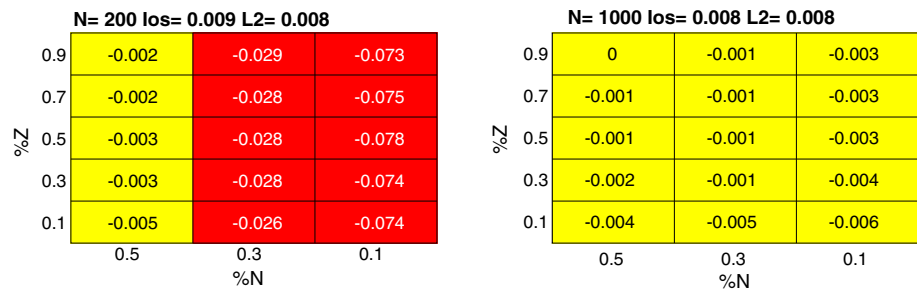 N= 200 los= 0.009 L2= 0.008
0.9 -0.002 -0.029 -0.073
0.7 -0.002 -0.028 -0.075
0.5 -0.003 -0.028 -0.078
0.3 -0.003 -0.028 -0.074
0.1 -0.005 -0.026 -0.074
%Z
0.5 0.3 0.1
%N
N= 1000 los= 0.008 L2= 0.008
0.9 0 -0.001 -0.003
0.7 -0.001 -0.001 -0.003
0.5 -0.001 -0.001 -0.003
0.3 -0.002 -0.001 -0.004
0.1 -0.004 -0.005 -0.006
%Z
0.5 0.3 0.1
%N